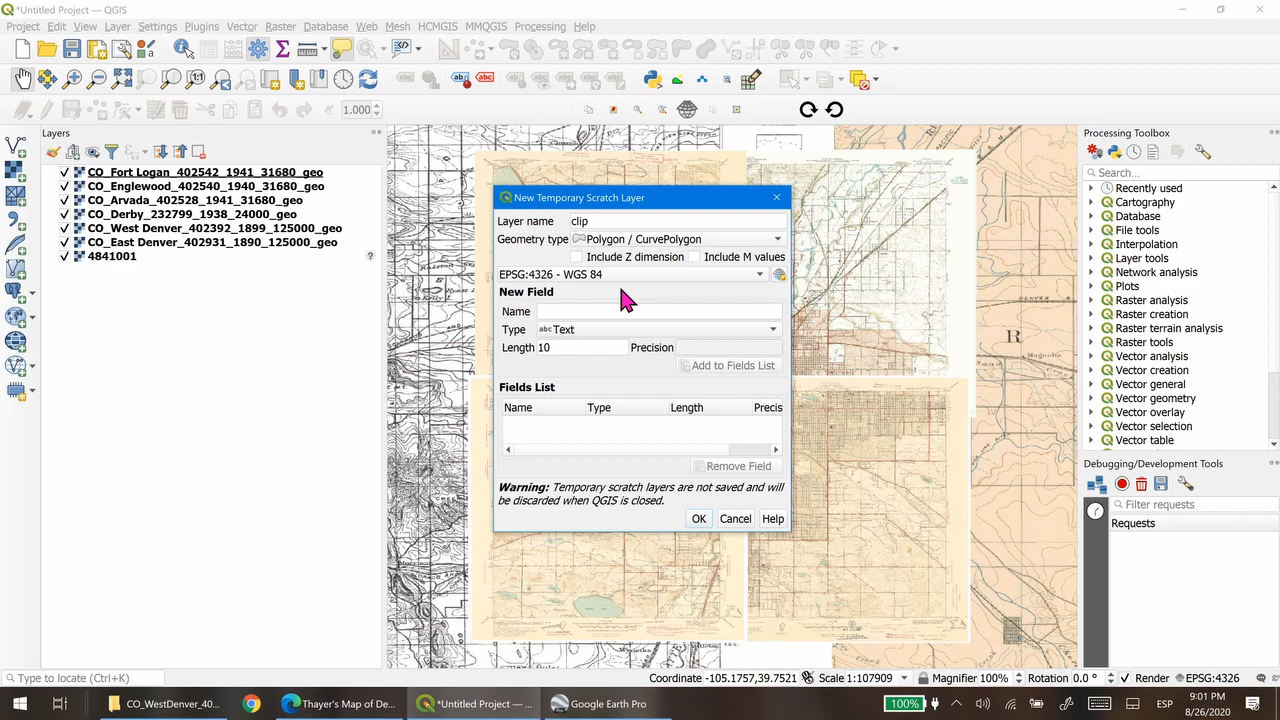 *Untitled Project — QGIS
Project Edit View Layer Settings Plugins Vector Raster Database Web Mesh HCMGIS MMQGIS Processing Help
1.000
Layers
CO_Fort Logan_402542_1941_31680_geo
CO_Englewood_402540_1940_31680_geo
CO_Arvada_402528_1941_31680_geo
CO_Derby_232799_1938_24000_geo
CO_West Denver_402392_1899_125000_geo
CO_East Denver_402931_1890_125000_geo
4841001
?
New Temporary Scratch Layer
Layer name clip
Geometry type Polygon / CurvePolygon
Include Z dimension Include M values
EPSG:4326 - WGS 84
New Field
Name
Type abc Text
Length 10 Precision
Add to Fields List
Fields List
Name Type Length Precis
Remove Field
Warning: Temporary scratch layers are not saved and will
be discarded when QGIS is closed.
OK Cancel Help
R
Processing Toolbox
Search...
Recently used
Cartography
Database
File tools
Interpolation
Layer tools
Network analysis
Plots
Raster analysis
Raster creation
Raster terrain analysis
Raster tools
Vector analysis
Vector creation
Vector general
Vector geometry
Vector overlay
Vector selection
Vector table
Debugging/Development Tools
Filter requests
Requests
Type to locate (Ctrl+K)
Coordinate -105.1757,39.7521 Scale 1:107909 Magnifier 100% Rotation 0.0 ° Render EPSG:4326
CO_WestDenver_40... Thayer's Map of De... *Untitled Project —... Google Earth Pro
100% ESP 9:01 PM
8/26/2020